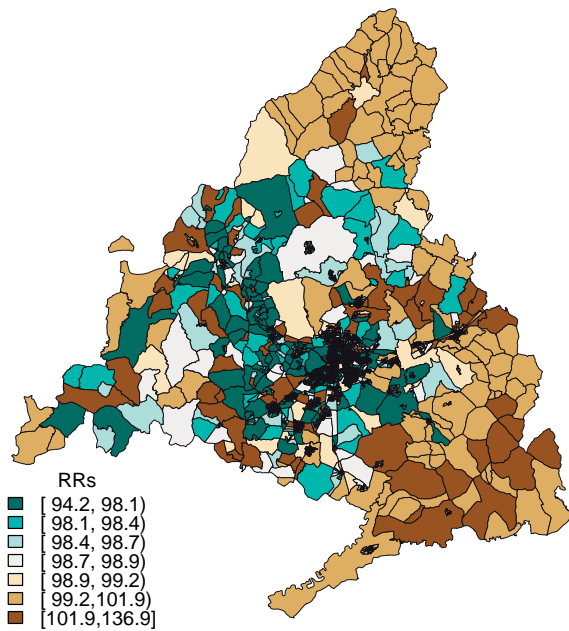 RRs
[ 94.2, 98.1)
[ 98.1, 98.4)
[ 98.4, 98.7)
[ 98.7, 98.9)
[ 98.9, 99.2)
[ 99.2,101.9)
[101.9,136.9]